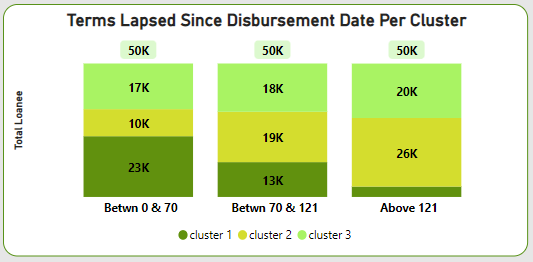 Terms Lapsed Since Disbursement Date Per Cluster
50K 50K 50K
Total Loanee
17K 18K 20K
10K 19K 26K
23K 13K
Betwn 0 & 70 Betwn 70 & 121 Above 121
cluster 1 cluster 2 cluster 3